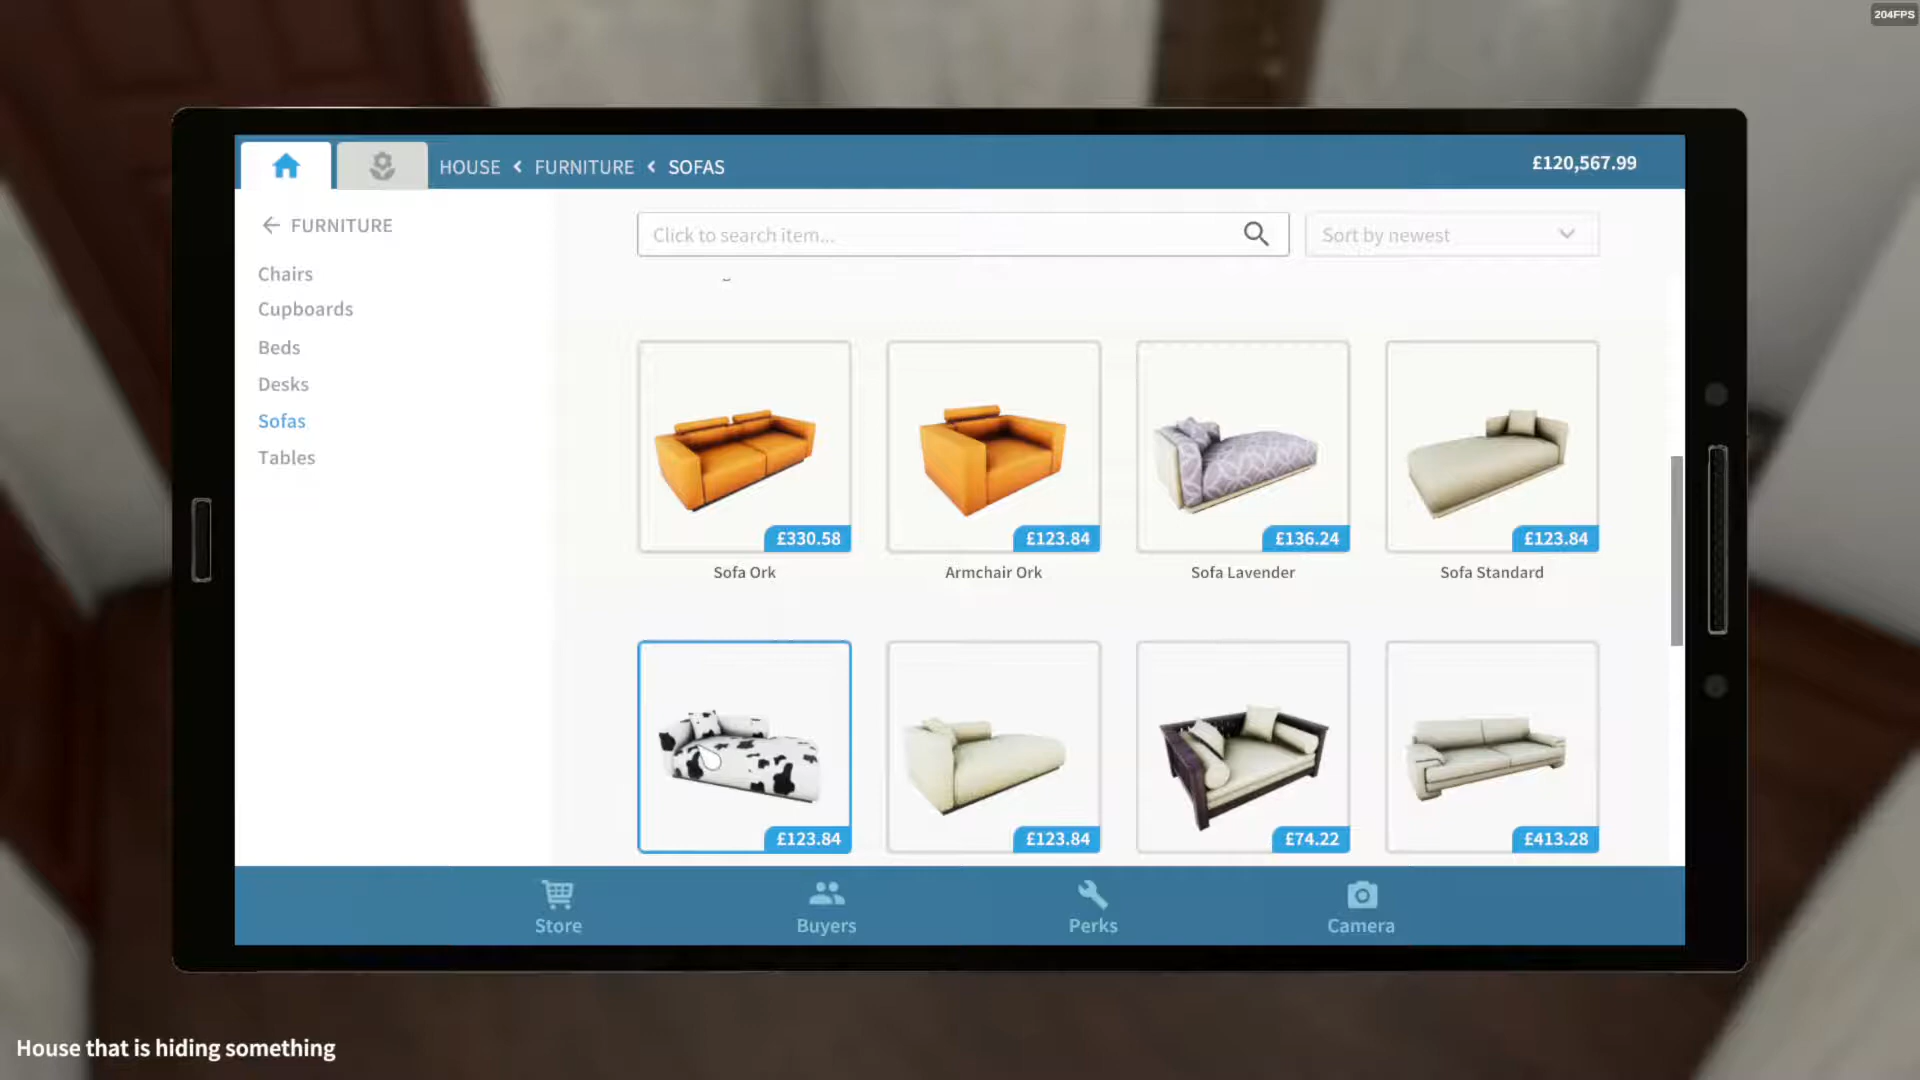 204FPS
HOUSE < FURNITURE < SOFAS
£120,567.99
FURNITURE
Click to search item...
Sort by newest
Chairs
Cupboards
Beds
Desks
Sofas
Tables
£330.58
£123.84
£136.24
£123.84
Sofa Ork
Armchair Ork
Sofa Lavender
Sofa Standard
£123.84
£123.84
£74.22
£413.28
Store
Buyers
Perks
Camera
House that is hiding something